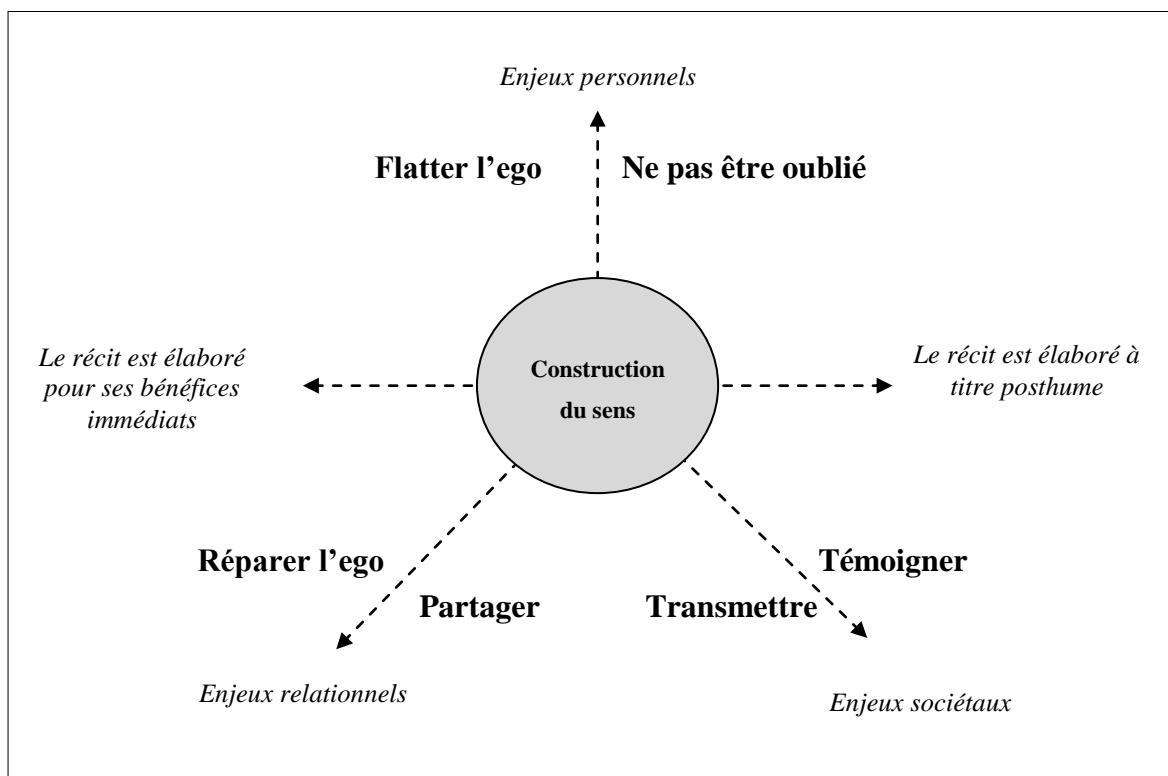 Enjeux personnels
Flatter l’ego
Ne pas être oublié
Le récit est élaboré
pour ses bénéfices
immédiats
Construction
du sens
Le récit est élaboré à
titre posthume
Réparer l’ego
Partager
Témoigner
Transmettre
Enjeux relationnels
Enjeux sociétaux